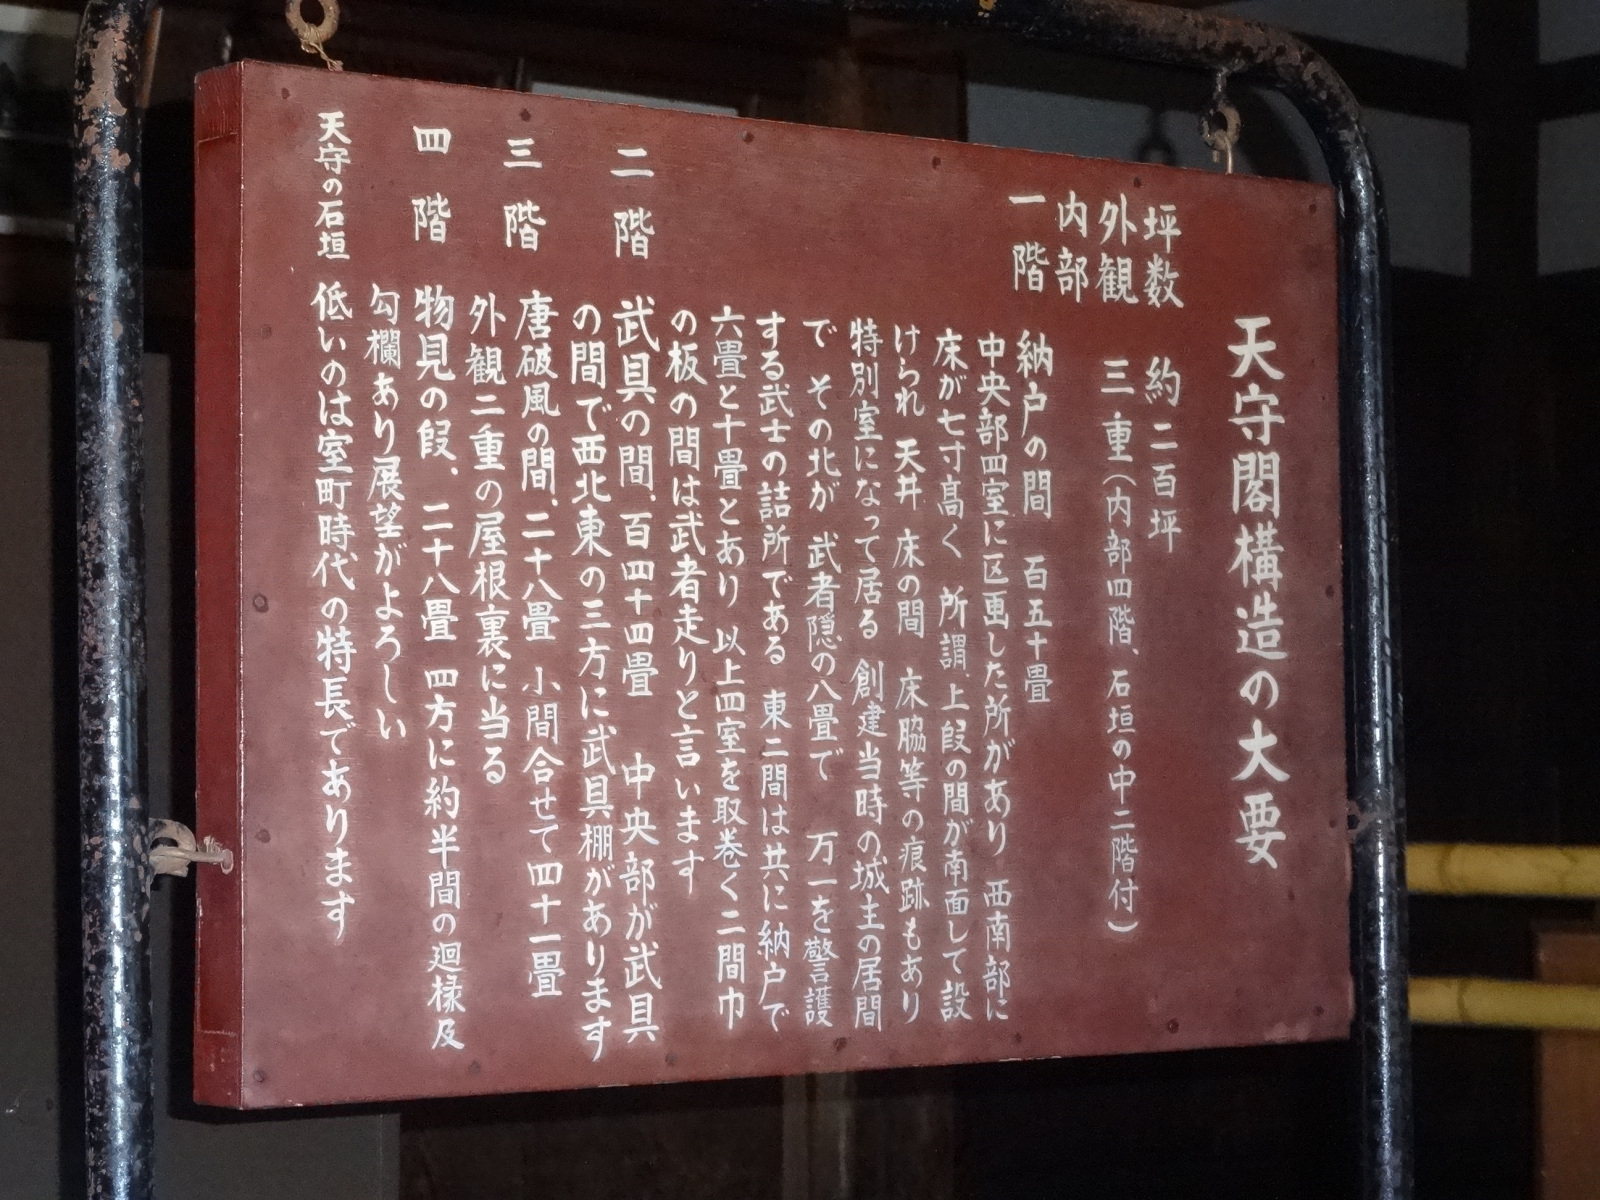 天守閣構造の大要
坪数 約二百坪
外観 三重(内部四階、石垣の中二階付)
内部
一階 納戸の間 百五十畳
中央部四室に区画した所があり 西南部に
床が七寸高く 所謂、上段の間が南面して設
けられ 天井 床の間 床脇等の痕跡もあり
特別室になって居る 創建当時の城主の居間
で その北が 武者隠の八畳で 万一を警護
する武士の詰所である 東二間は共に納戸で
六畳と十畳とあり 以上四室を取巻く二間巾
の板の間は武者走りと言います
二階 武具の間、百四十四畳 中央部が武具
の間で西北東の三方に武具棚があります
三階 唐破風の間、二十八畳 小間合せて四十一畳
外観二重の屋根裏に当る
四階 物見の段、二十八畳 四方に約半間の廻椽及
勾欄あり展望がよろしい
天守の石垣 低いのは室町時代の特長であります